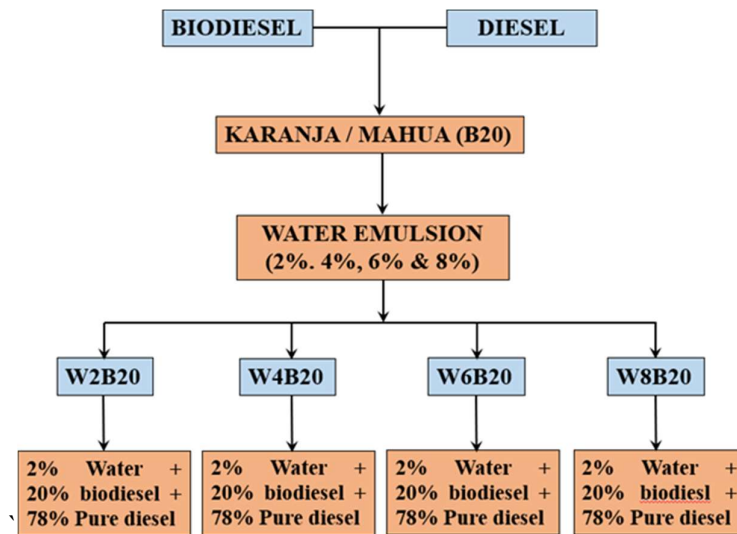 BIODIESEL
DIESEL
KARANJA / MAHUA (B20)
WATER EMULSION
(2%. 4%, 6% & 8%)
W2B20
W4B20
W6B20
W8B20
2% Water +
20% biodiesel +
78% Pure diesel
2% Water +
20% biodiesel +
78% Pure diesel
2% Water +
20% biodiesel +
78% Pure diesel
2% Water +
20% biodiesl +
78% Pure diesel